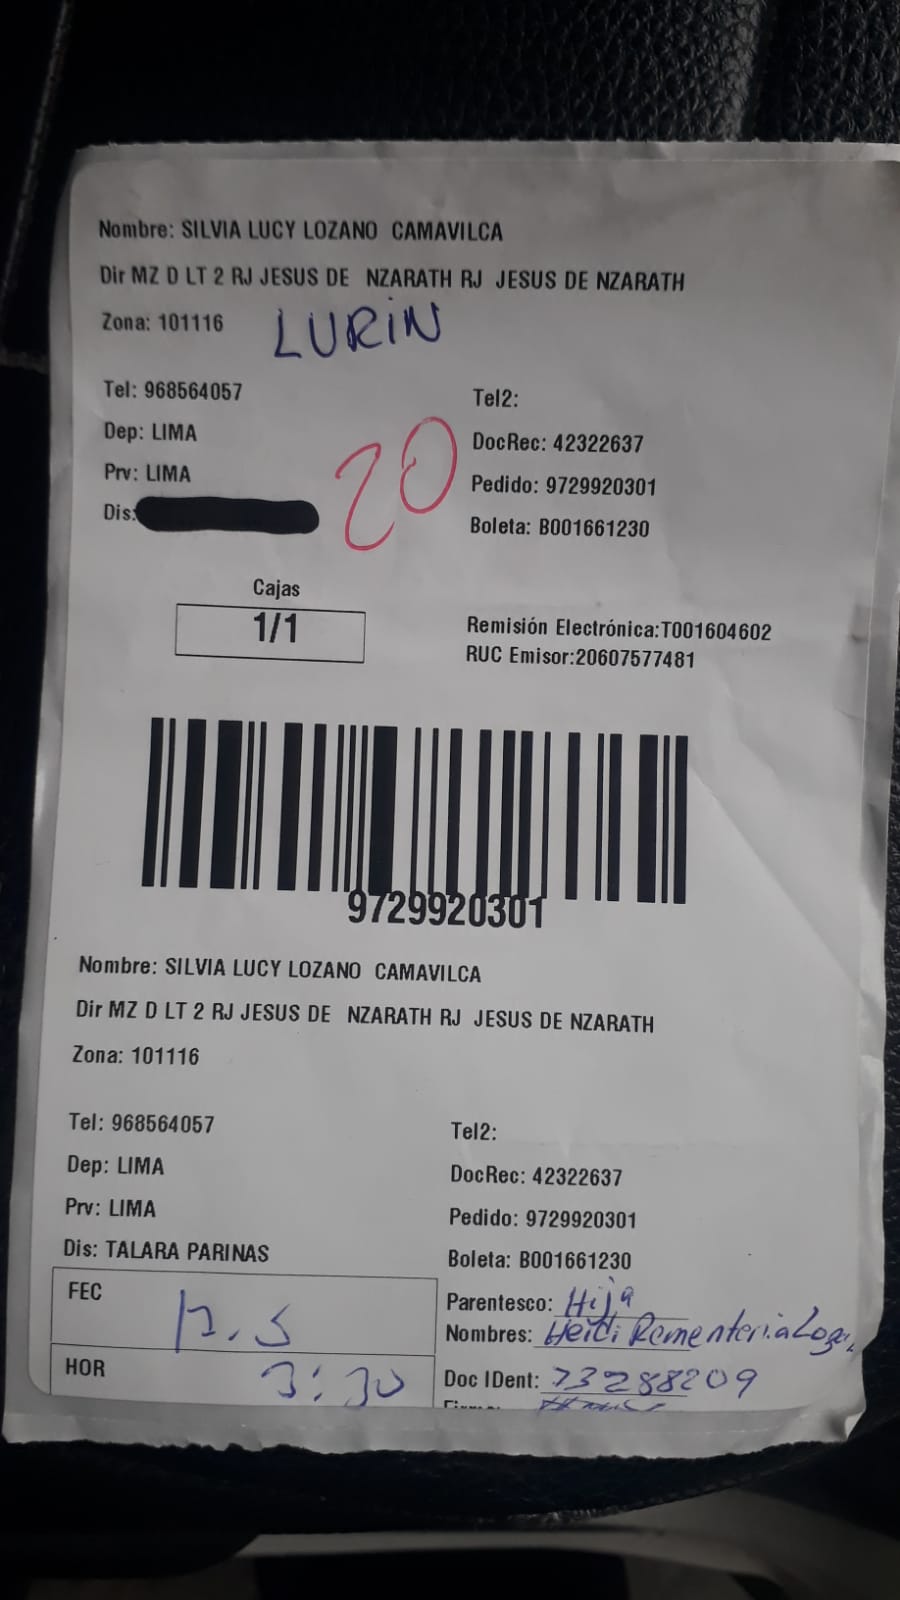 Nombre: SILVIA LUCY LOZANO CAMAVILCA
Dir MZ D LT 2 RJ JESUS DE NZARATH RJ JESUS DE NZARATH
Zona: 101116 LURIN
Tel: 968564057 Tel2:
Dep: LIMA DocRec: 42322637
Prv: LIMA 20 Pedido: 9729920301
Dis: Boleta: B001661230
Cajas
1/1
Remisión Electrónica:T001604602
RUC Emisor:20607577481
9729920301
Nombre: SILVIA LUCY LOZANO CAMAVILCA
Dir MZ D LT 2 RJ JESUS DE NZARATH RJ JESUS DE NZARATH
Zona: 101116
Tel: 968564057 Tel2:
Dep: LIMA DocRec: 42322637
Prv: LIMA Pedido: 9729920301
Dis: TALARA PARINAS Boleta: B001661230
FEC Parentesco: Hija
Nombres: Heidi Rementeria
HOR 3:30 Doc IDent: 73288209